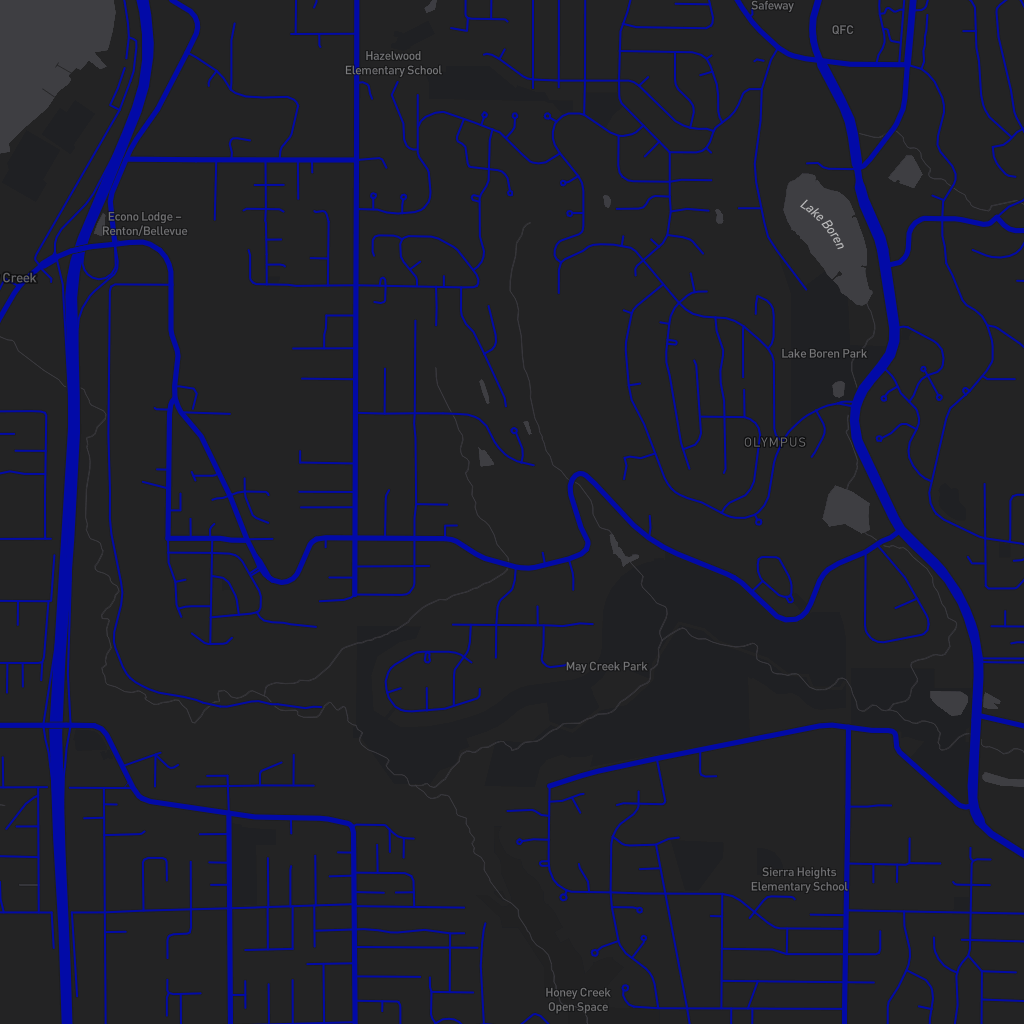 Safeway
QFC
Hazelwood
Elementary School
Lake Boren
Econo Lodge –
Renton/Bellevue
Creek
Lake Boren Park
OLYMPUS
May Creek Park
Sierra Heights
Elementary School
Honey Creek
Open Space